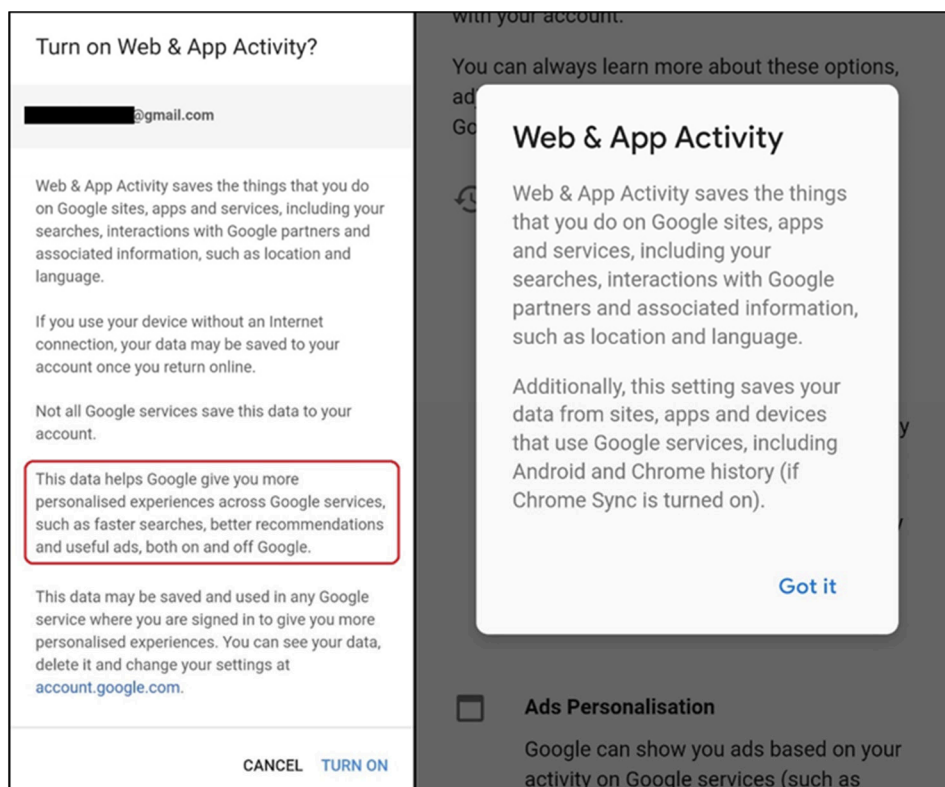 Turn on Web & App Activity?
@gmail.com
Web & App Activity saves the things that you do
on Google sites, apps and services, including your
searches, interactions with Google partners and
associated information, such as location and
language.
If you use your device without an Internet
connection, your data may be saved to your
account once you return online.
Not all Google services save this data to your
account.
This data helps Google give you more
personalised experiences across Google services,
such as faster searches, better recommendations
and useful ads, both on and off Google.
This data may be saved and used in any Google
service where you are signed in to give you more
personalised experiences. You can see your data,
delete it and change your settings at
account.google.com.
CANCEL TURN ON
with your account.
You can always learn more about these options,
Web & App Activity
Web & App Activity saves the things
that you do on Google sites, apps
and services, including your
searches, interactions with Google
partners and associated information,
such as location and language.
Additionally, this setting saves your
data from sites, apps and devices
that use Google services, including
Android and Chrome history (if
Chrome Sync is turned on).
Got it
Ads Personalisation
Google can show you ads based on your
activity on Google services (such as